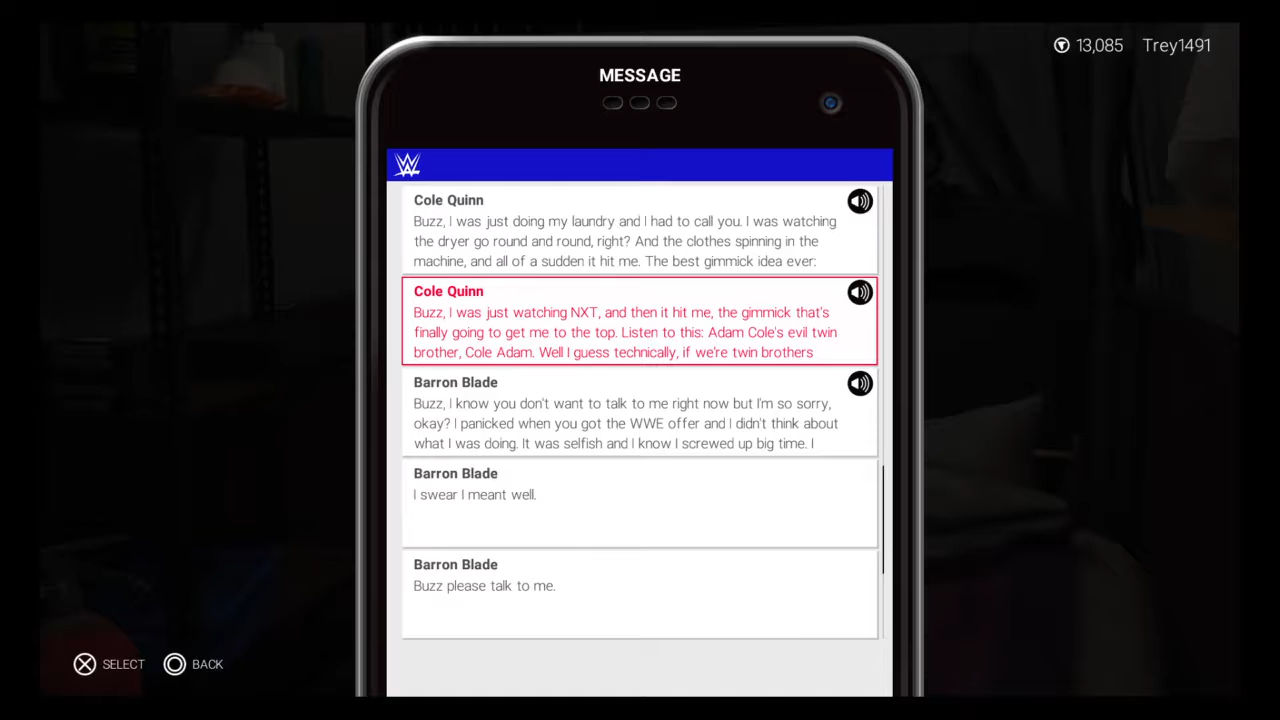 13,085 Trey1491
MESSAGE
Cole Quinn
Buzz, I was just doing my laundry and I had to call you. I was watching
the dryer go round and round, right? And the clothes spinning in the
machine, and all of a sudden it hit me. The best gimmick idea ever:
Cole Quinn
Buzz, I was just watching NXT, and then it hit me, the gimmick that's
finally going to get me to the top. Listen to this: Adam Cole's evil twin
brother, Cole Adam. Well I guess technically, if we're twin brothers
Barron Blade
Buzz, I know you don't want to talk to me right now but I'm so sorry,
okay? I panicked when you got the WWE offer and I didn't think about
what I was doing. It was selfish and I know I screwed up big time. I
Barron Blade
I swear I meant well.
Barron Blade
Buzz please talk to me.
SELECT BACK